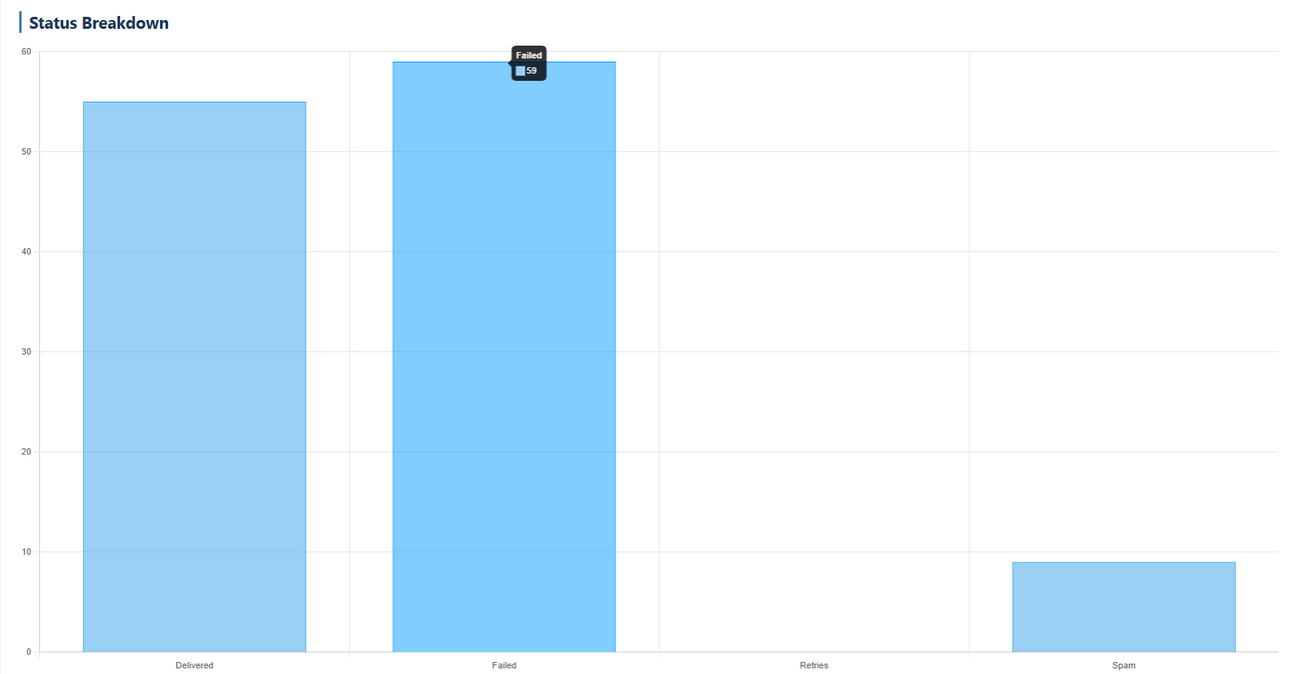 Status Breakdown
60
50
40
30
20
10
0
Failed
59
Delivered
Failed
Retries
Spam